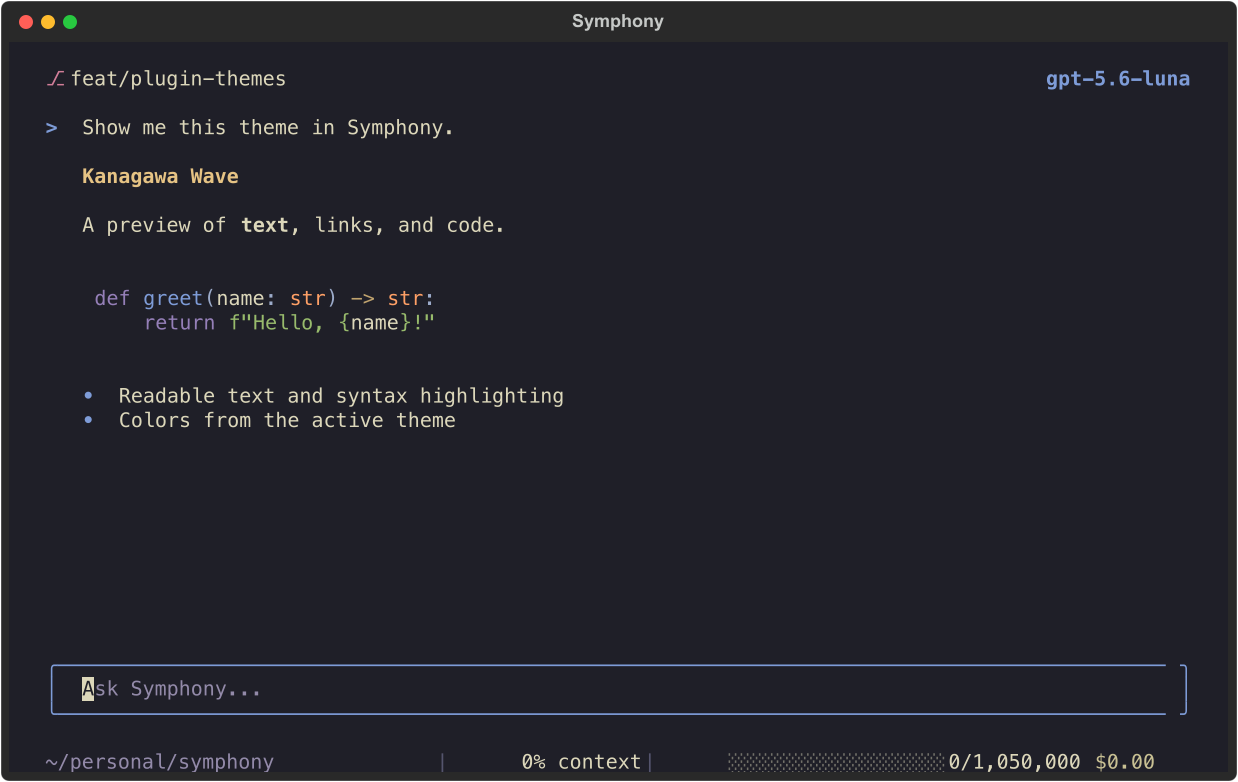 Symphony
feat/plugin-themes gpt-5.6-luna
> Show me this theme in Symphony.
Kanagawa Wave
A preview of text, links, and code.
def greet(name: str) -> str:
    return f"Hello, {name}!"
• Readable text and syntax highlighting
• Colors from the active theme
Ask Symphony...
~/personal/symphony | 0% context | 0/1,050,000 $0.00